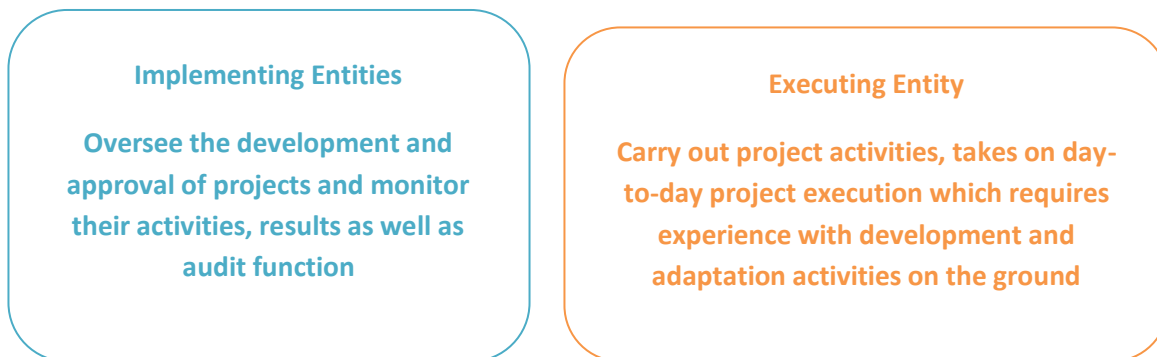 Implementing Entities
Oversee the development and
approval of projects and monitor
their activities, results as well as
audit function
Executing Entity
Carry out project activities, takes on day-
to-day project execution which requires
experience with development and
adaptation activities on the ground